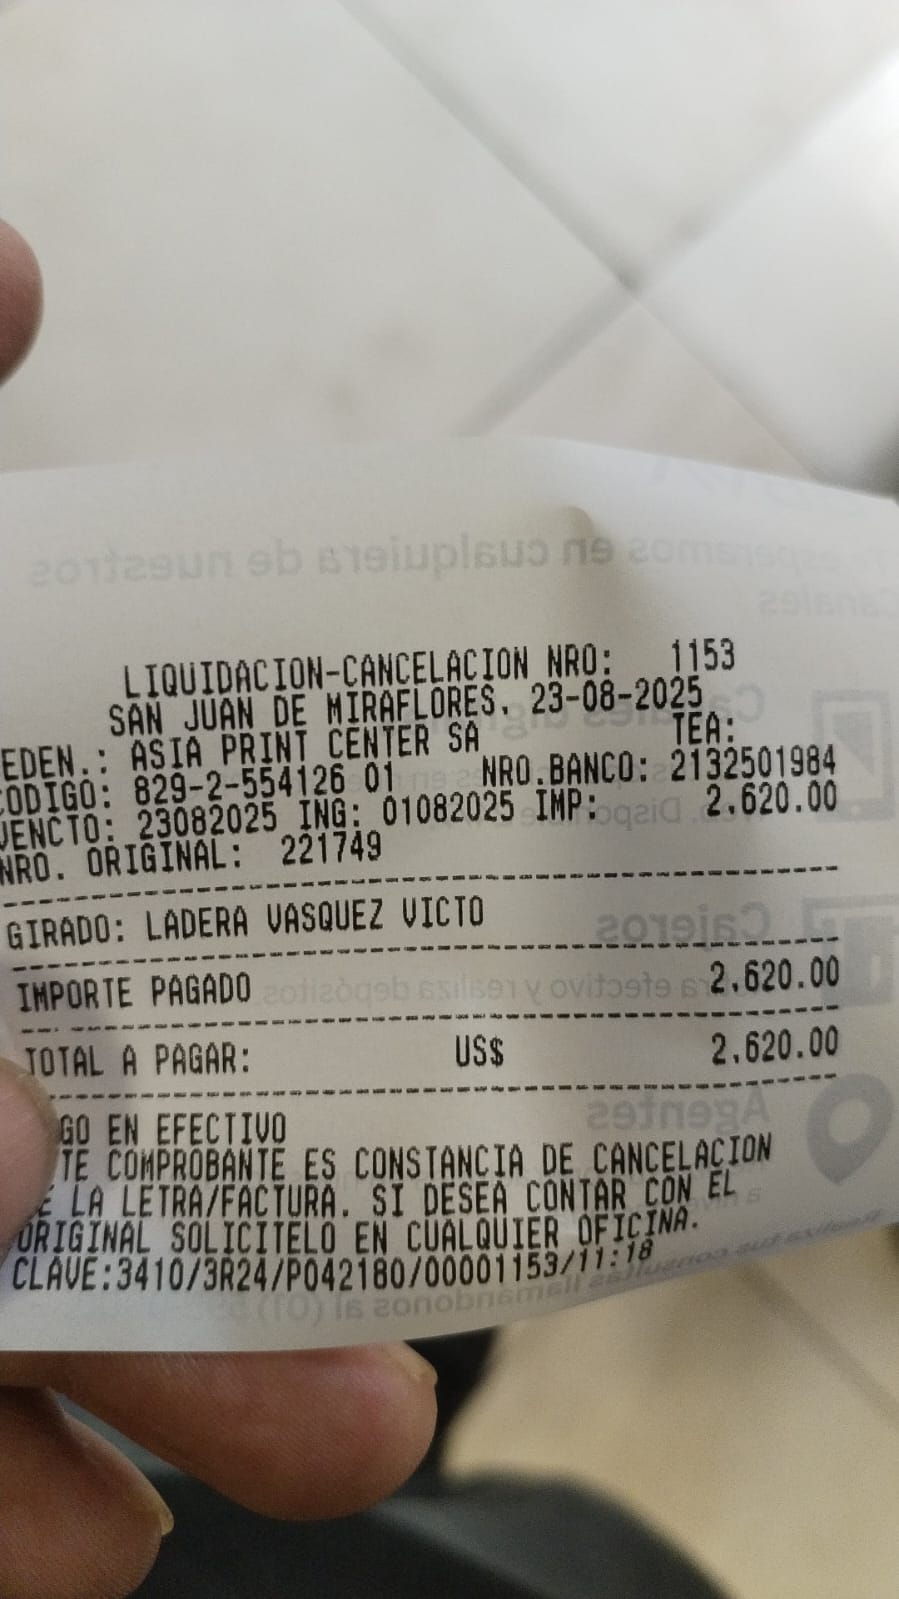 LIQUIDACION-CANCELACION NRO: 1153
SAN JUAN DE MIRAFLORES, 23-08-2025
EDEN.: ASIA PRINT CENTER SA TEA:
CODIGO: 829-2-554126 01 NRO.BANCO: 2132501984
VENCTO: 23082025 ING: 01082025 IMP: 2,620.00
NRO. ORIGINAL: 221749
GIRADO: LADERA VASQUEZ VICTO
IMPORTE PAGADO 2,620.00
TOTAL A PAGAR: US$ 2,620.00
GO EN EFECTIVO
TE COMPROBANTE ES CONSTANCIA DE CANCELACION
E LA LETRA/FACTURA. SI DESEA CONTAR CON EL
ORIGINAL SOLICITELO EN CUALQUIER OFICINA.
CLAVE:3410/3R24/P042180/00001153/11:18